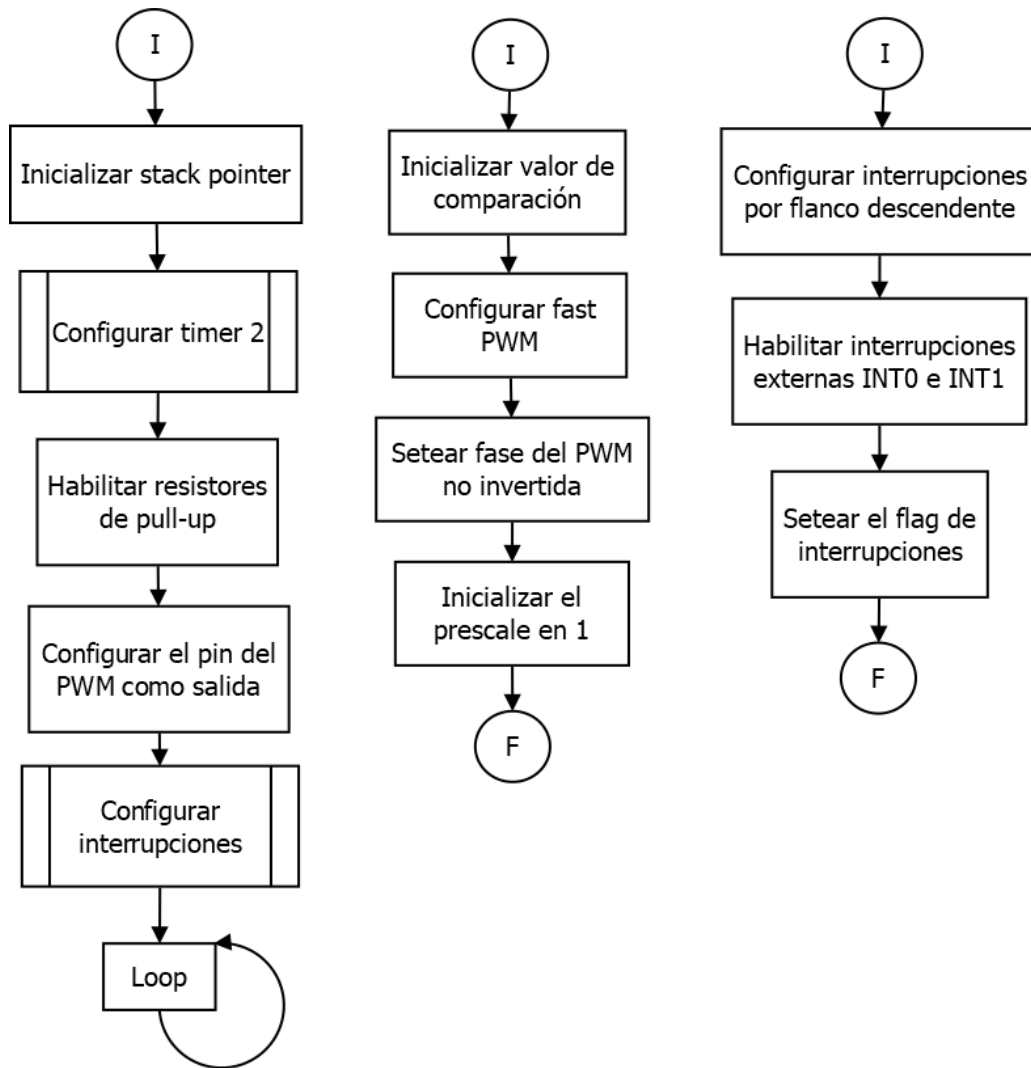 I
Inicializar stack pointer
Configurar timer 2
Habilitar resistores
de pull-up
Configurar el pin del
PWM como salida
Configurar
interrupciones
Loop
I
Inicializar valor de
comparación
Configurar fast
PWM
Setear fase del PWM
no invertida
Inicializar el
prescale en 1
F
I
Configurar interrupciones
por flanco descendente
Habilitar interrupciones
externas INT0 e INT1
Setear el flag de
interrupciones
F